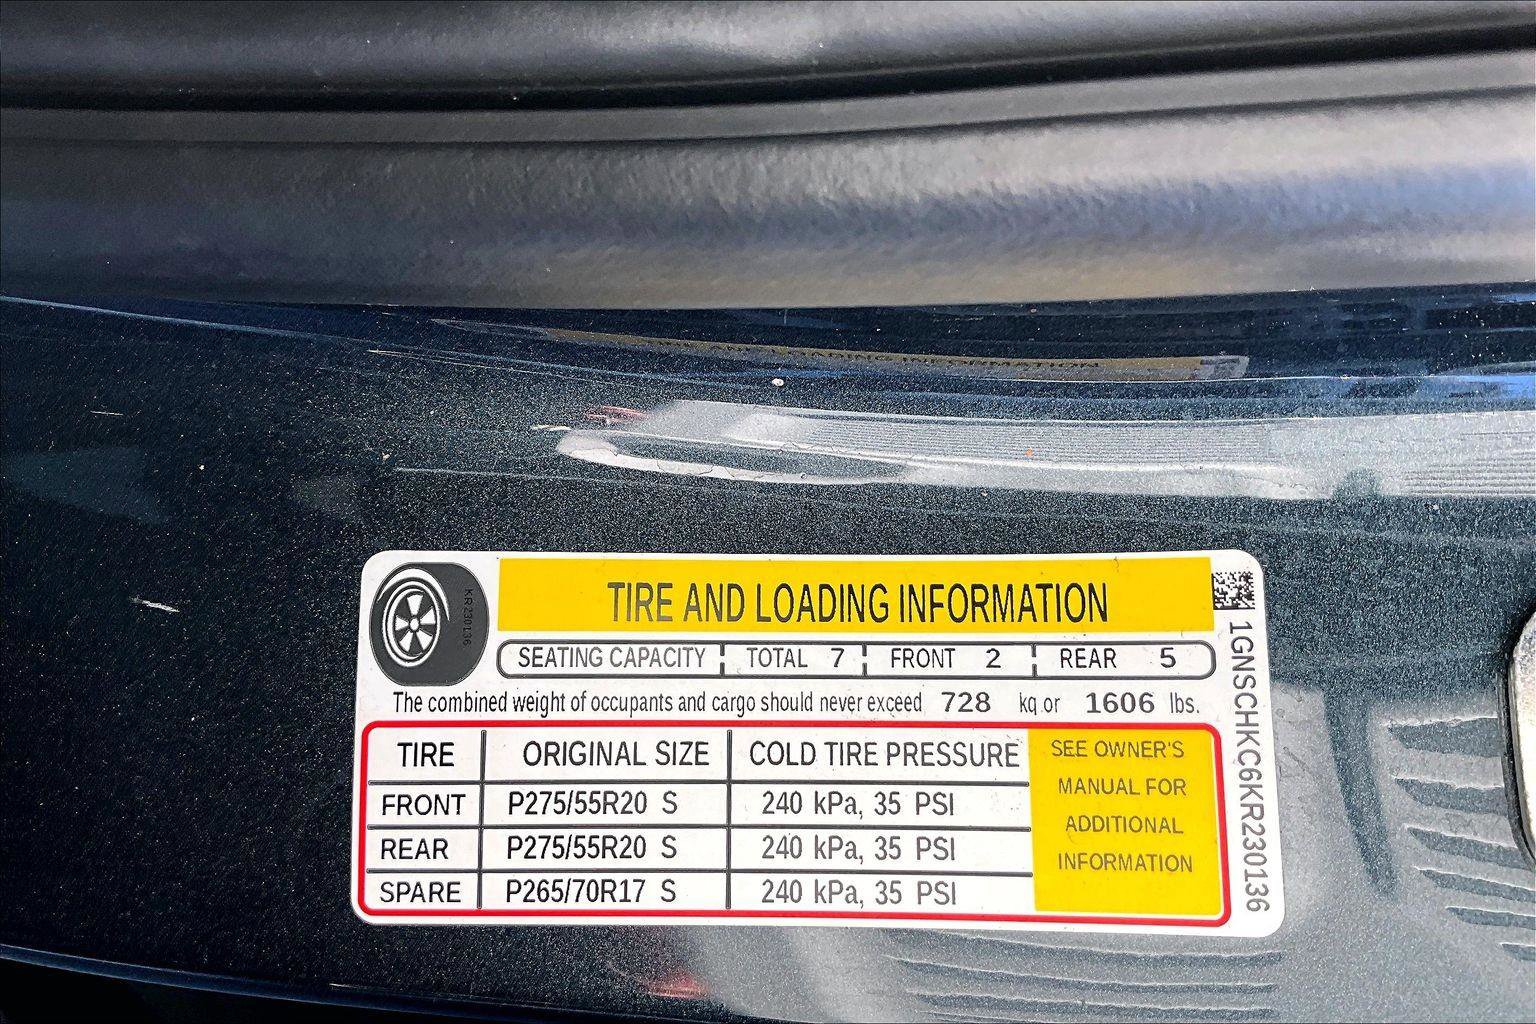 TIRE AND LOADING INFORMATION
KR230136
SEATING CAPACITY TOTAL 7 FRONT 2 REAR 5
The combined weight of occupants and cargo should never exceed 728 kg or 1606 lbs.
TIRE ORIGINAL SIZE COLD TIRE PRESSURE
FRONT P275/55R20 S 240 kPa, 35 PSI
REAR P275/55R20 S 240 kPa, 35 PSI
SPARE P265/70R17 S 240 kPa, 35 PSI
SEE OWNER'S
MANUAL FOR
ADDITIONAL
INFORMATION
1GNSCHKC6KR230136